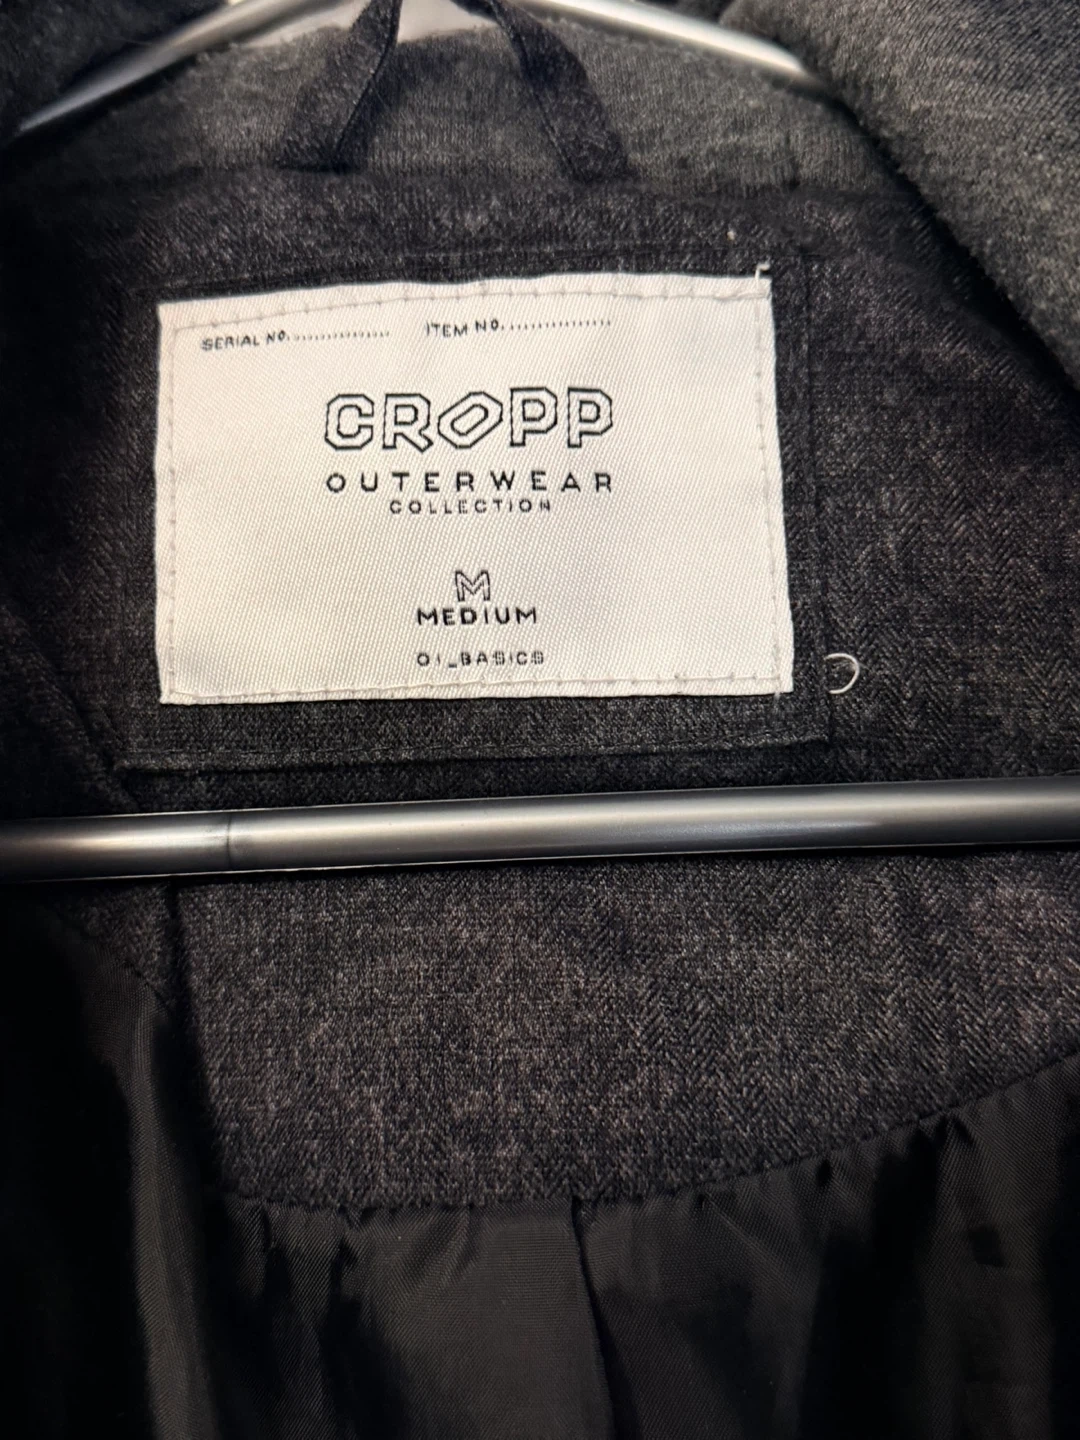 SERIAL NO............... ITEM NO................
CROPP
OUTERWEAR
COLLECTION
M
MEDIUM
01_BASICS